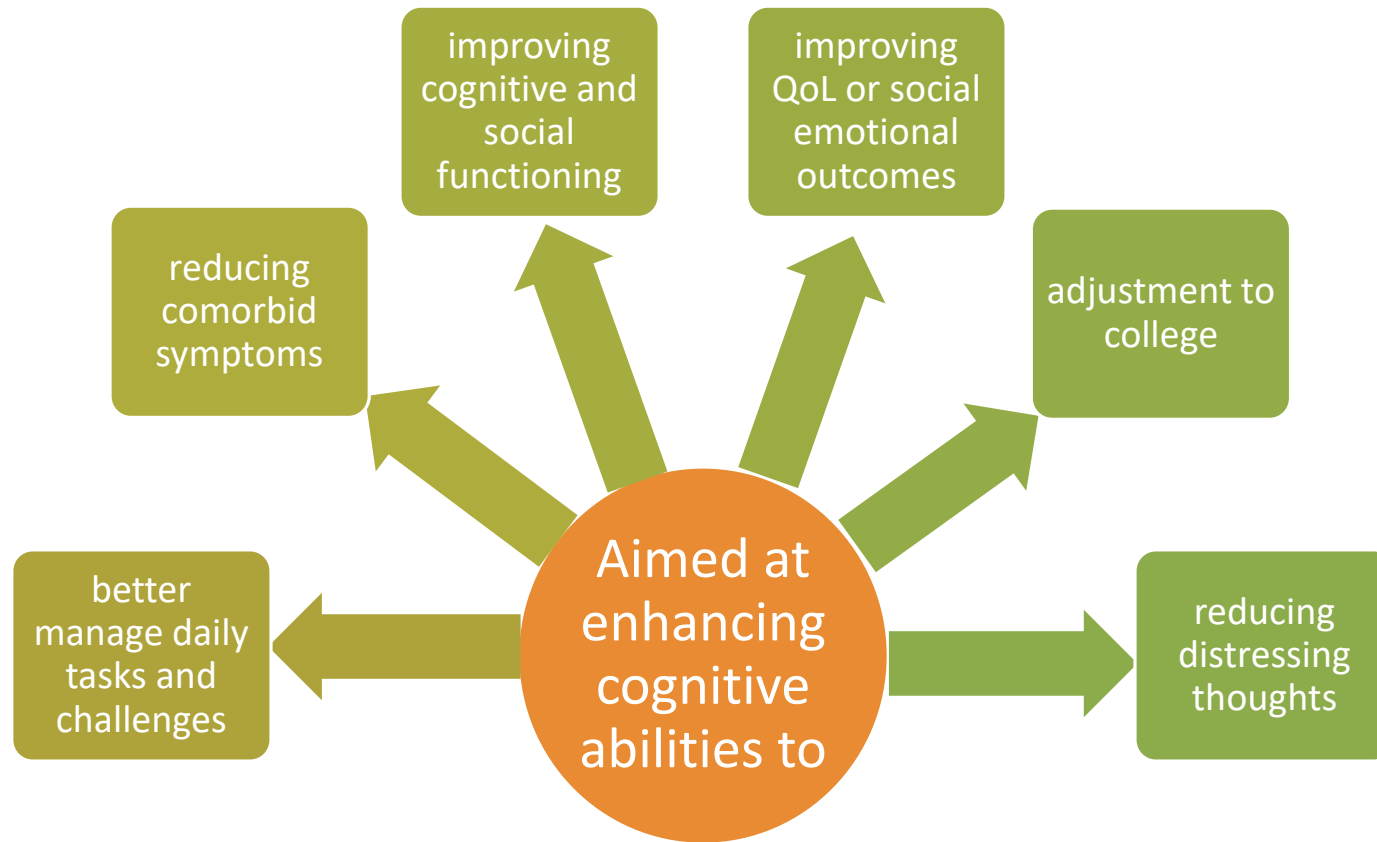 improving
cognitive and
social
functioning
improving
QoL or social
emotional
outcomes
reducing
comorbid
symptoms
adjustment to
college
better
manage daily
tasks and
challenges
Aimed at
enhancing
cognitive
abilities to
reducing
distressing
thoughts